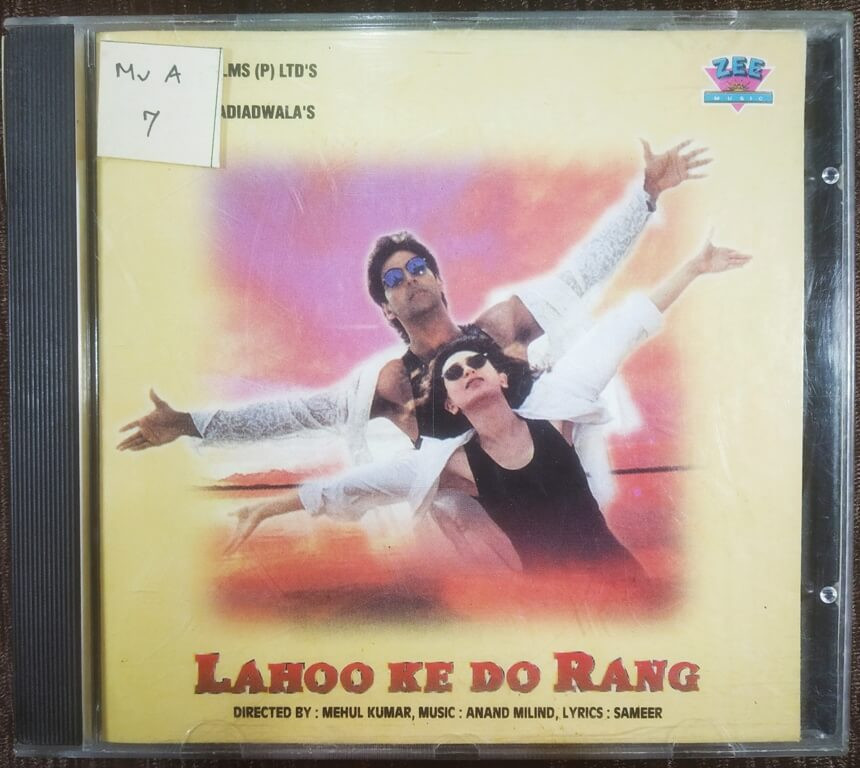 Mu A
7
LMS (P) LTD'S
ADIADWALA'S
ZEE
MUSIC
LAHOO KE DO RANG
DIRECTED BY : MEHUL KUMAR, MUSIC : ANAND MILIND, LYRICS : SAMEER